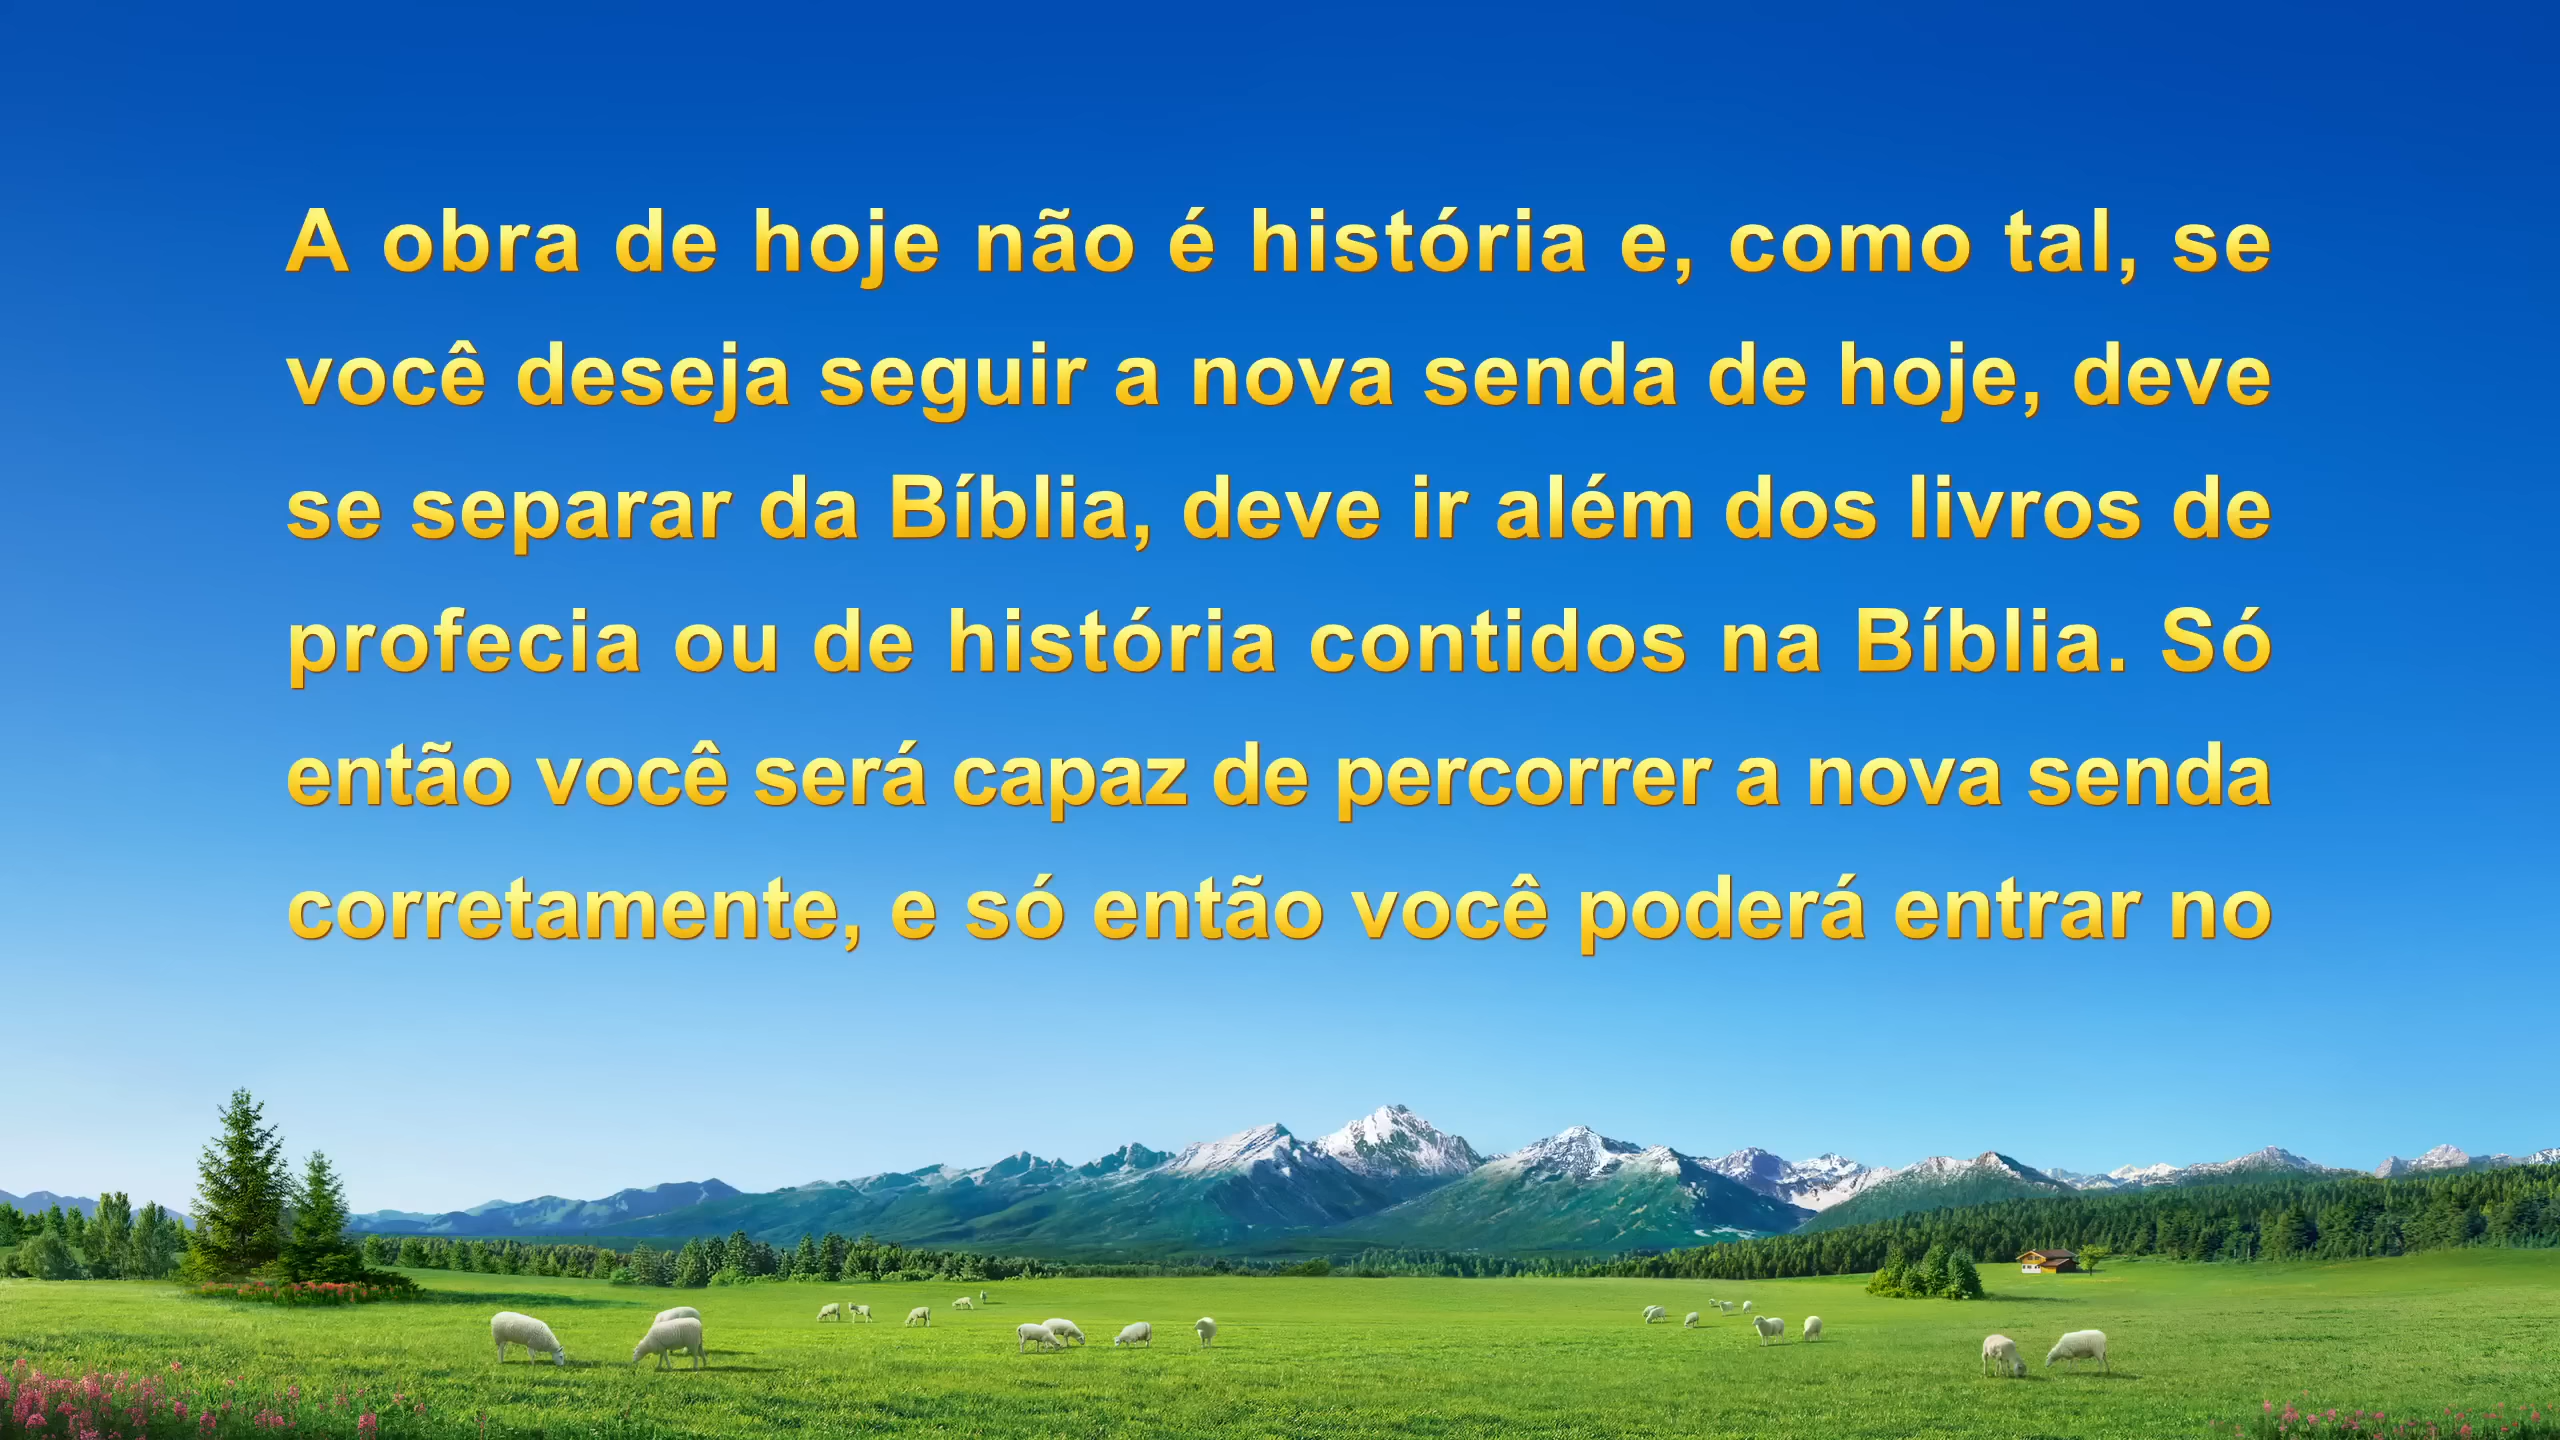 A obra de hoje não é história e, como tal, se
você deseja seguir a nova senda de hoje, deve
se separar da Bíblia, deve ir além dos livros de
profecia ou de história contidos na Bíblia. Só
então você será capaz de percorrer a nova senda
corretamente, e só então você poderá entrar no